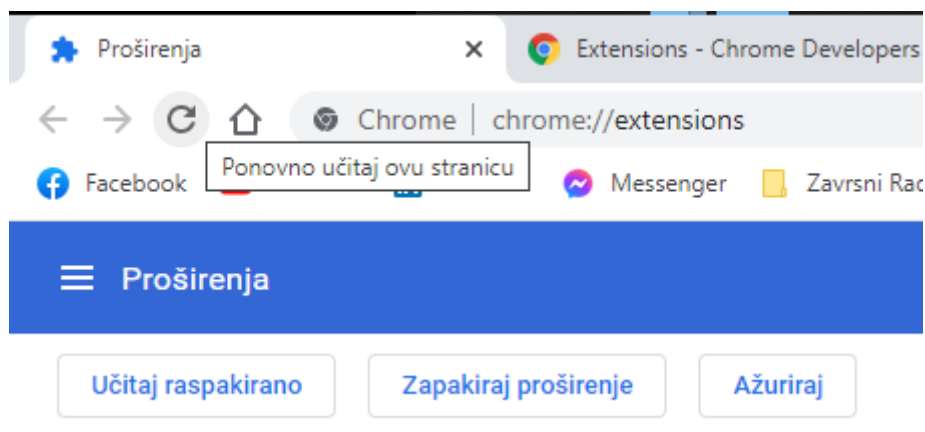 Proširenja Extensions - Chrome Developers
Chrome | chrome://extensions
Ponovno učitaj ovu stranicu
Facebook Messenger Zavrsni Rad
Proširenja
Učitaj raspakirano Zapakiraj proširenje Ažuriraj